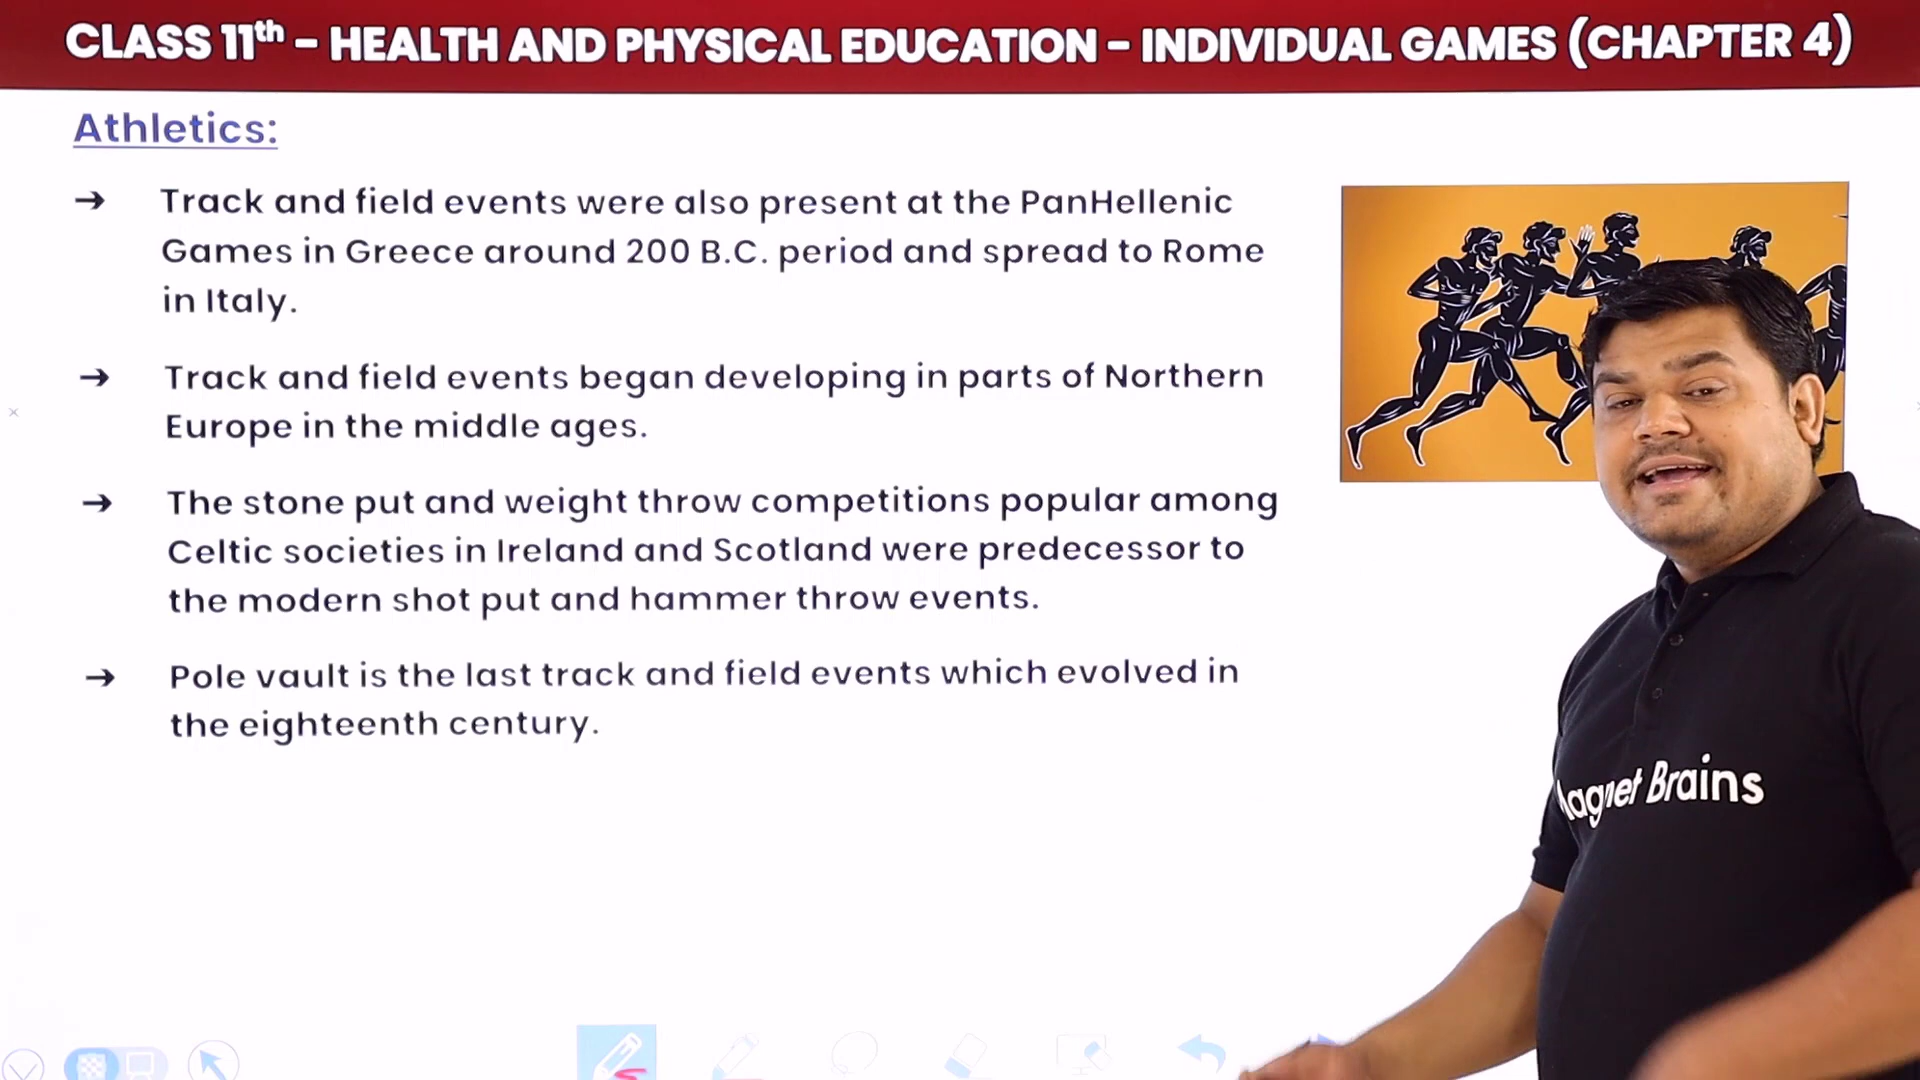 CLASS 11th - HEALTH AND PHYSICAL EDUCATION - INDIVIDUAL GAMES (CHAPTER 4)
Athletics:
→ Track and field events were also present at the PanHellenic
Games in Greece around 200 B.C. period and spread to Rome
in Italy.
→ Track and field events began developing in parts of Northern
Europe in the middle ages.
→ The stone put and weight throw competitions popular among
Celtic societies in Ireland and Scotland were predecessor to
the modern shot put and hammer throw events.
→ Pole vault is the last track and field events which evolved in
the eighteenth century.
Brains